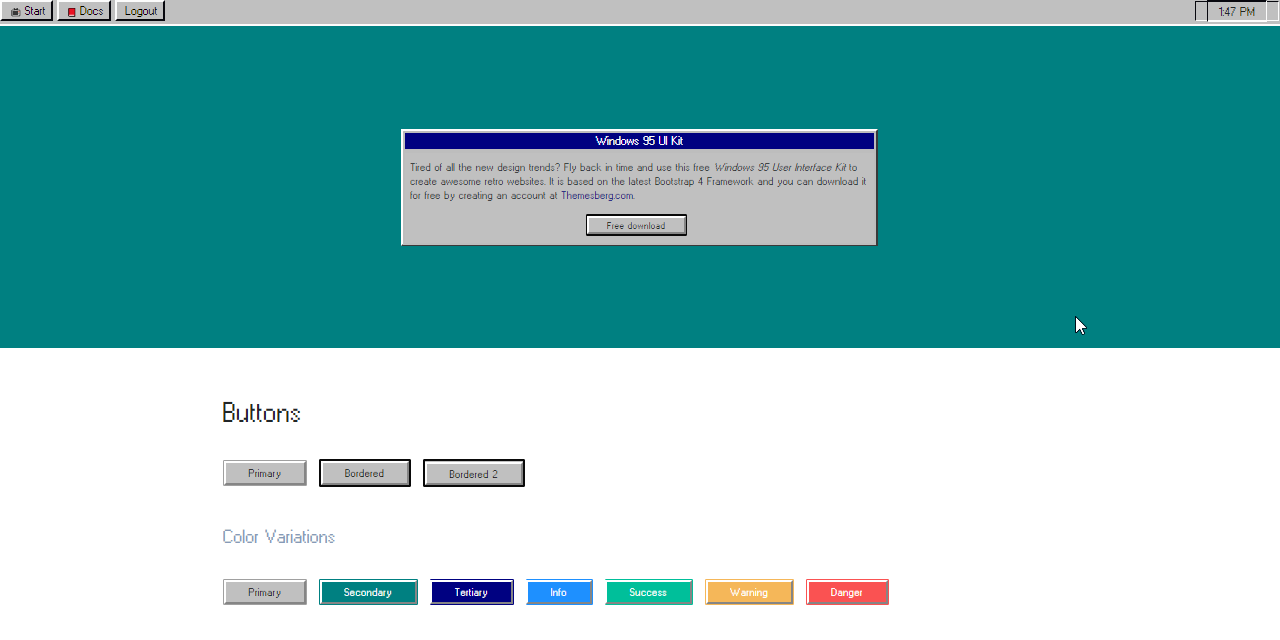 Start Docs Logout 1:47 PM
Windows 95 UI Kit
Tired of all the new design trends? Fly back in time and use this free Windows 95 User Interface Kit to
create awesome retro websites. It is based on the latest Bootstrap 4 Framework and you can download it
for free by creating an account at Themesberg.com.
Free download
Buttons
Primary Bordered Bordered 2
Color Variations
Primary Secondary Tertiary Info Success Warning Danger